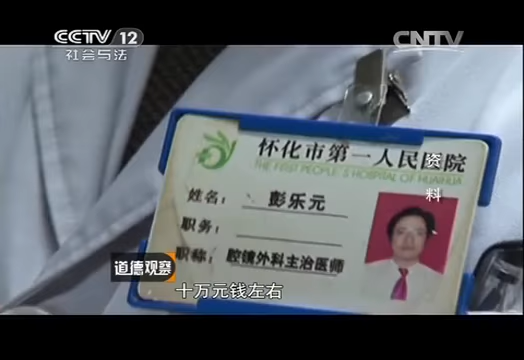 CCTV 12
社会与法
CNTV
怀化市第一人民医院
THE FIRST PEOPLE'S HOSPITAL OF HUAIHUA
资料
姓名： 彭乐元
职务：
职称： 腔镜外科主治医师
道德观察
十万元钱左右